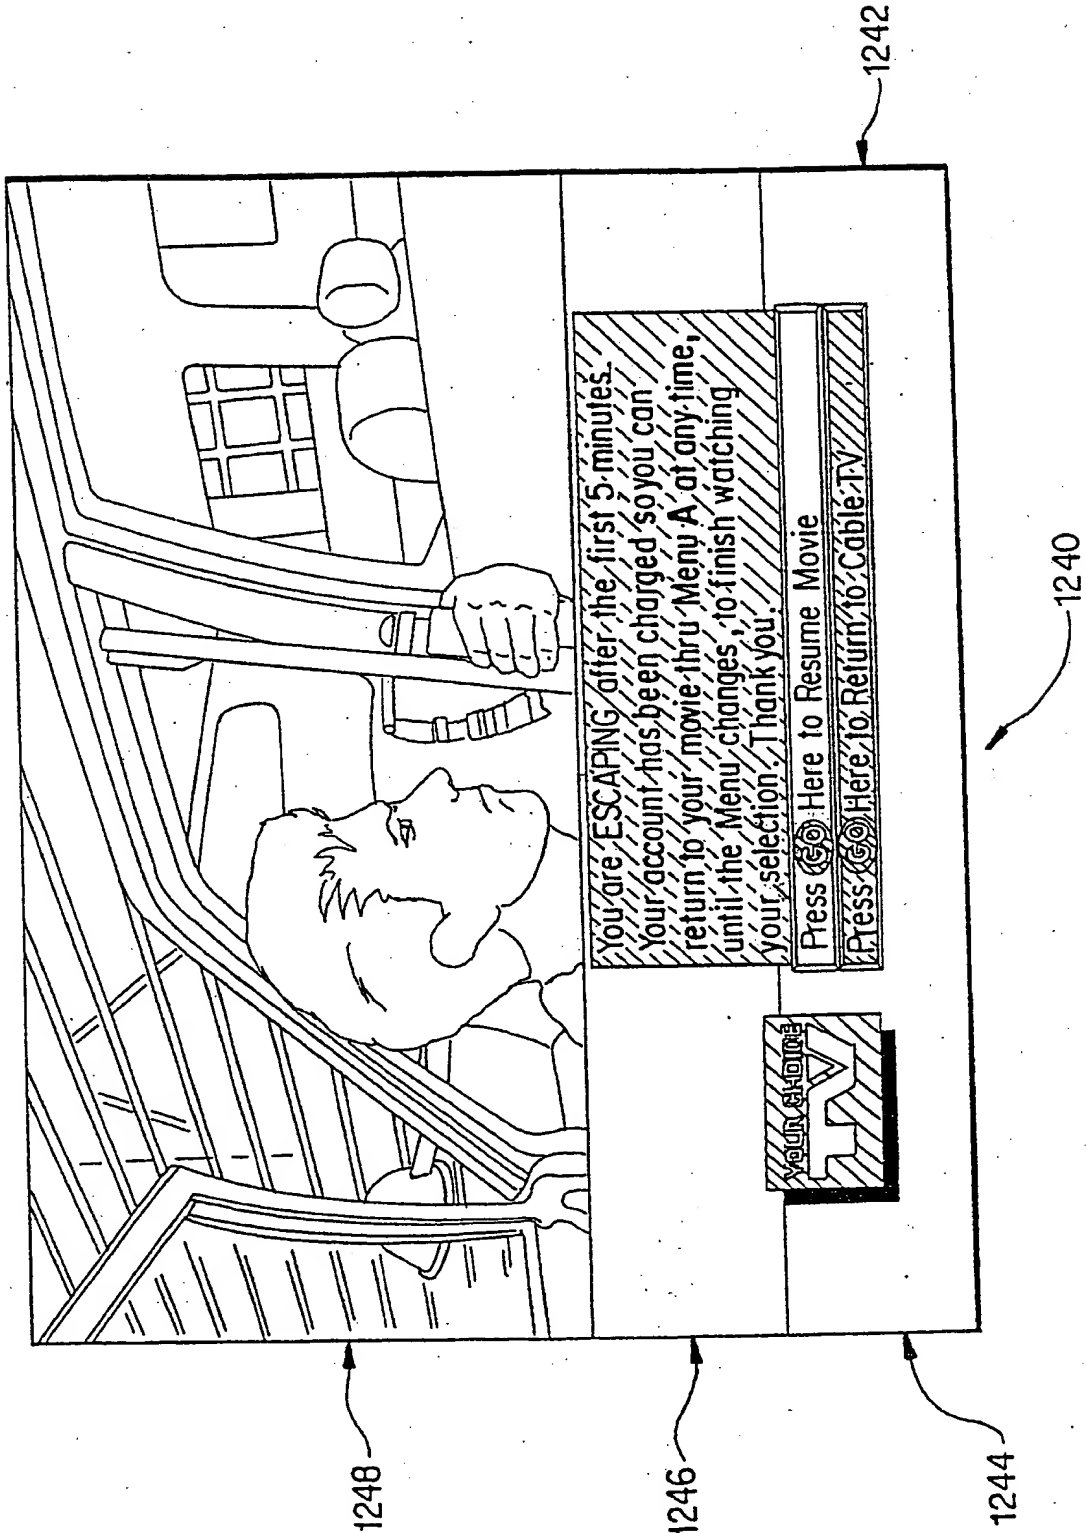 1242
You are ESCAPING after the first 5 minutes.
Your account has been charged so you can
return to your movie thru Menu A at any time,
until the Menu changes, to finish watching
your selection. Thank you.
Press GO Here to Resume Movie
Press GO Here to Return to Cable TV
YOUR CHOICE
TV
1240
1248
1246
1244